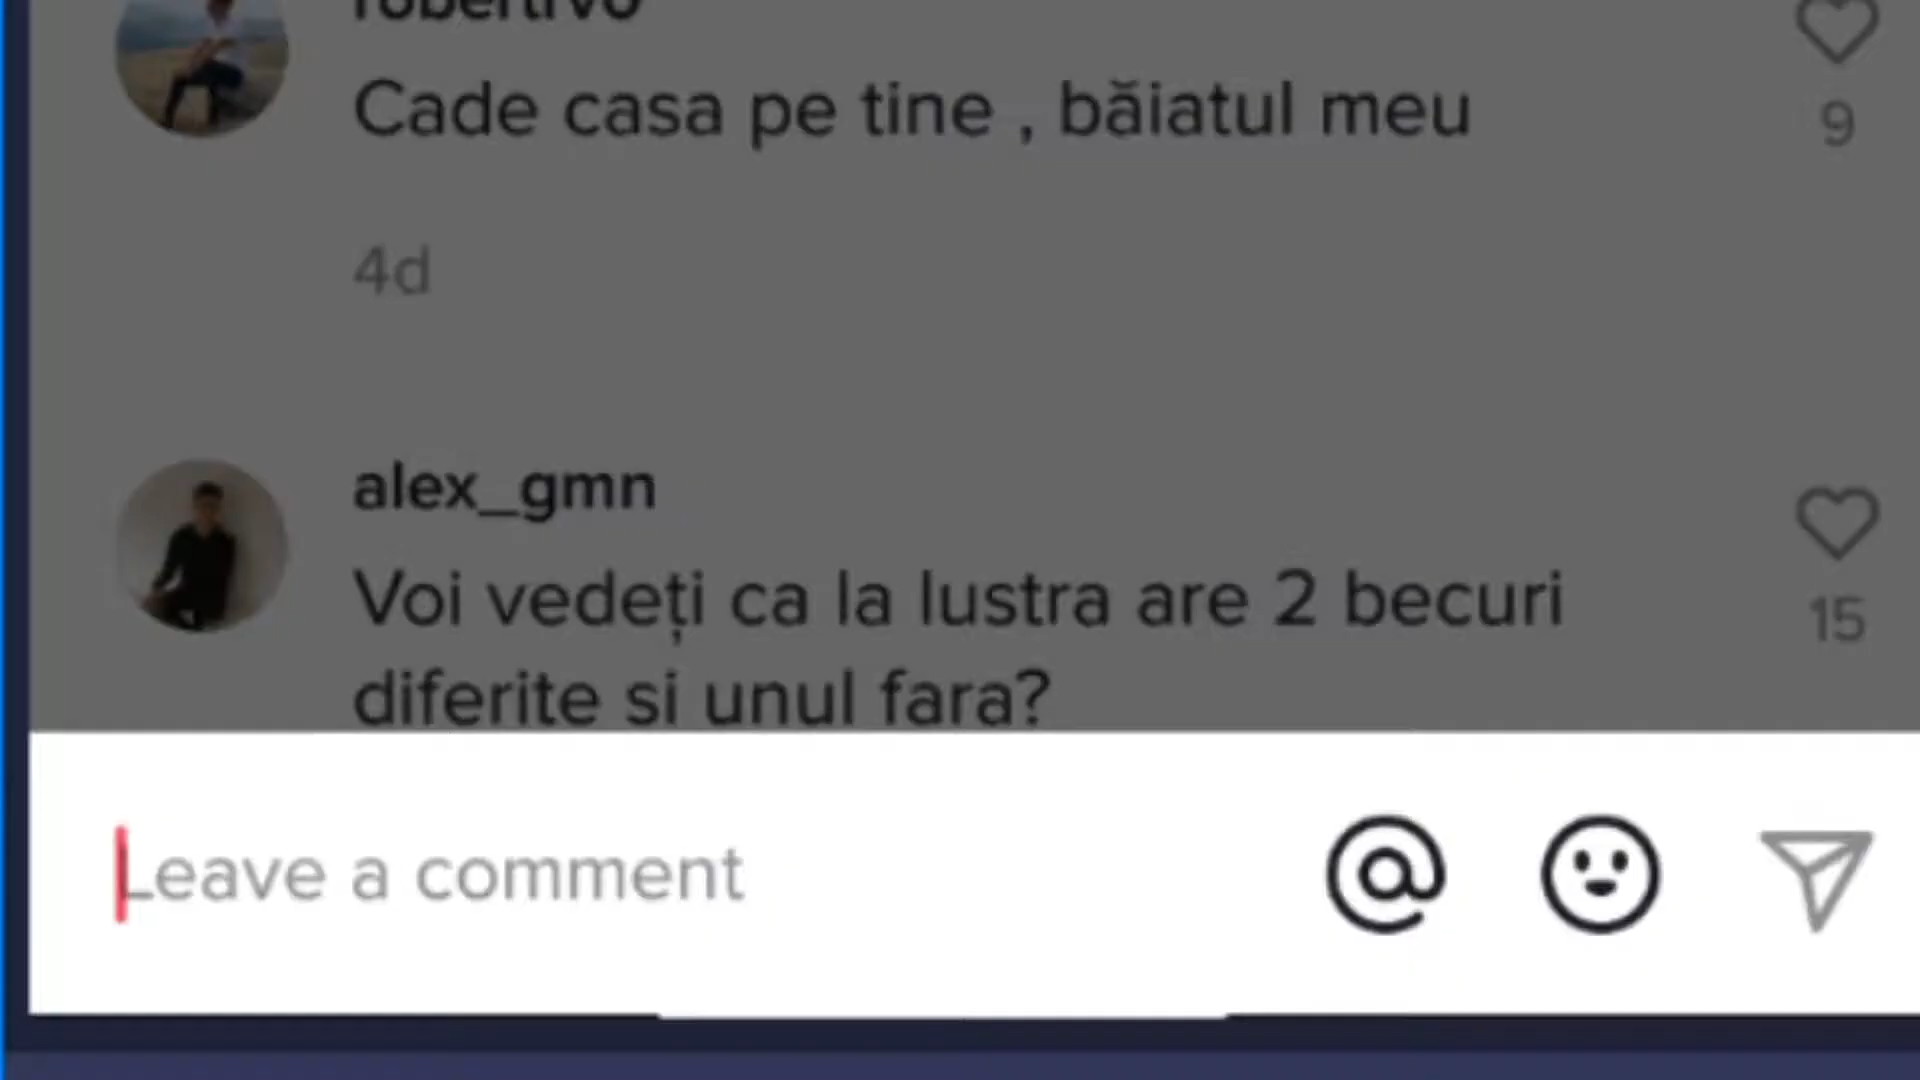 Cade casa pe tine , băiatul meu
9
4d
alex_gmn
Voi vedeți ca la lustra are 2 becuri
15
diferite si unul fara?
Leave a comment